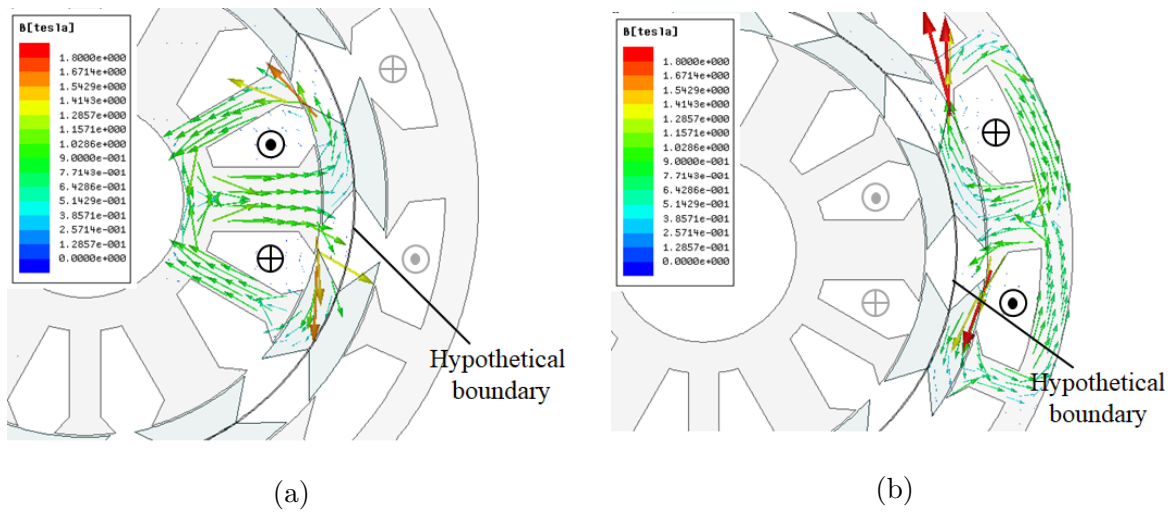 B[tesla]
1.8000e+000
1.6714e+000
1.5429e+000
1.4143e+000
1.2857e+000
1.1571e+000
1.0286e+000
9.0000e-001
7.7143e-001
6.4286e-001
5.1429e-001
3.8571e-001
2.5714e-001
1.2857e-001
0.0000e+000
Hypothetical
boundary
(a)
B[tesla]
1.8000e+000
1.6714e+000
1.5429e+000
1.4143e+000
1.2857e+000
1.1571e+000
1.0286e+000
9.0000e-001
7.7143e-001
6.4286e-001
5.1429e-001
3.8571e-001
2.5714e-001
1.2857e-001
0.0000e+000
Hypothetical
boundary
(b)